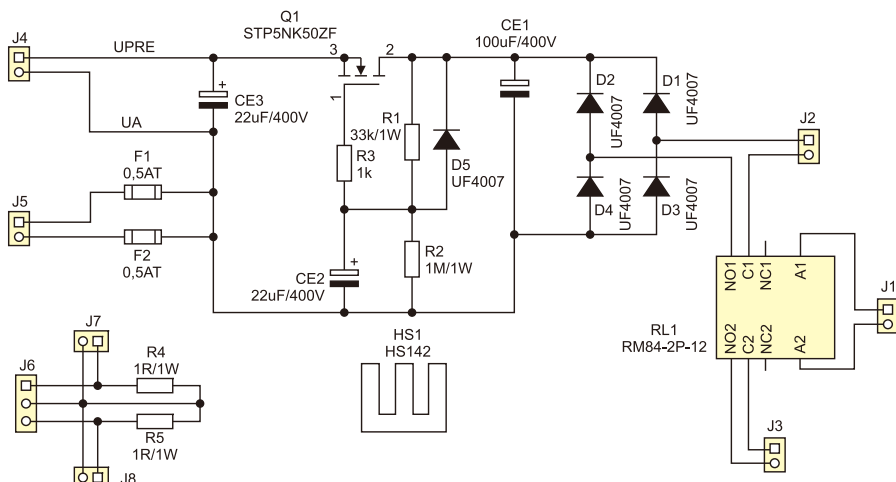 Q1
STP5NK50ZF
J4
UPRE
3
2
CE1
100uF/400V
+
CE3
22uF/400V
UA
1
R1
33k/1W
R3
1k
D5
UF4007
D2
UF4007
D1
UF4007
J2
F1
0,5AT
J5
F2
0,5AT
D4
UF4007
D3
UF4007
R2
1M/1W
+
CE2
22uF/400V
NO1
C1
NC1
A1
J1
RL1
RM84-2P-12
NO2
C2
NC2
A2
HS1
HS142
J7
J6
R4
1R/1W
R5
1R/1W
J3
J8